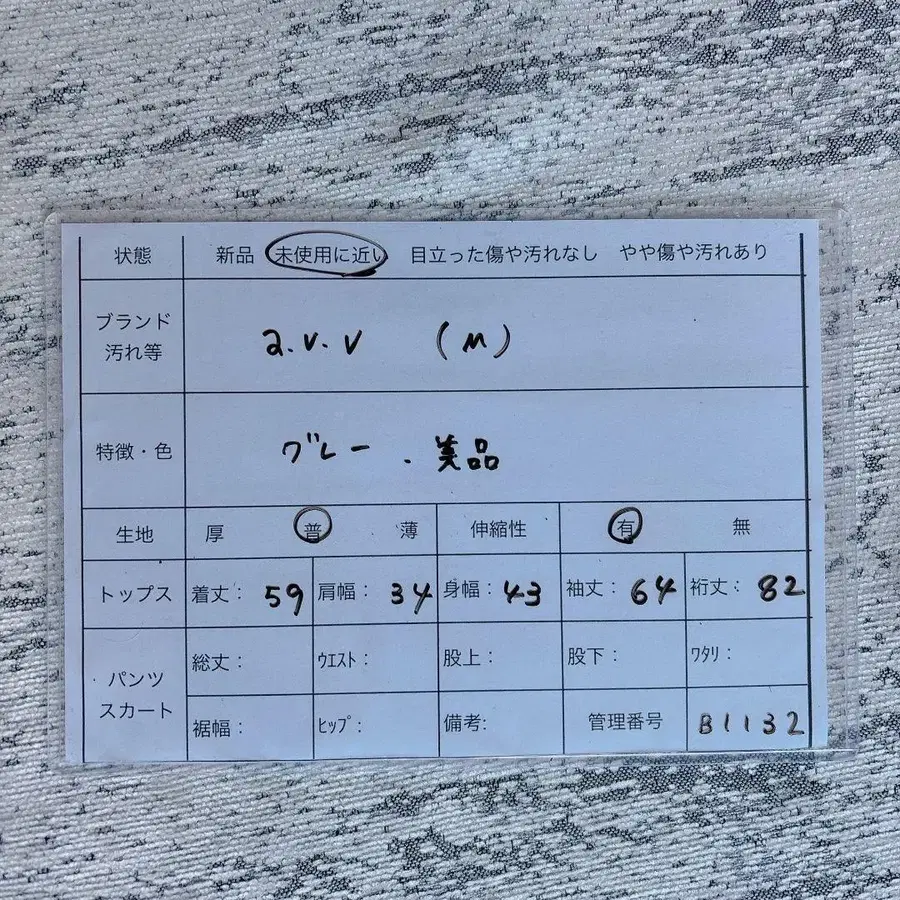 状態 新品 未使用に近い 目立った傷や汚れなし やや傷や汚れあり
ブランド
汚れ等
a.v.v (M)
特徴・色 グレー . 美品
生地 厚 普 薄 伸縮性 有 無
トップス 着丈: 59 肩幅: 34 身幅: 43 袖丈: 64 裄丈: 82
パンツ
スカート
総丈: ウエスト: 股上: 股下: ワタリ:
裾幅: ヒップ: 備考: 管理番号 B1132